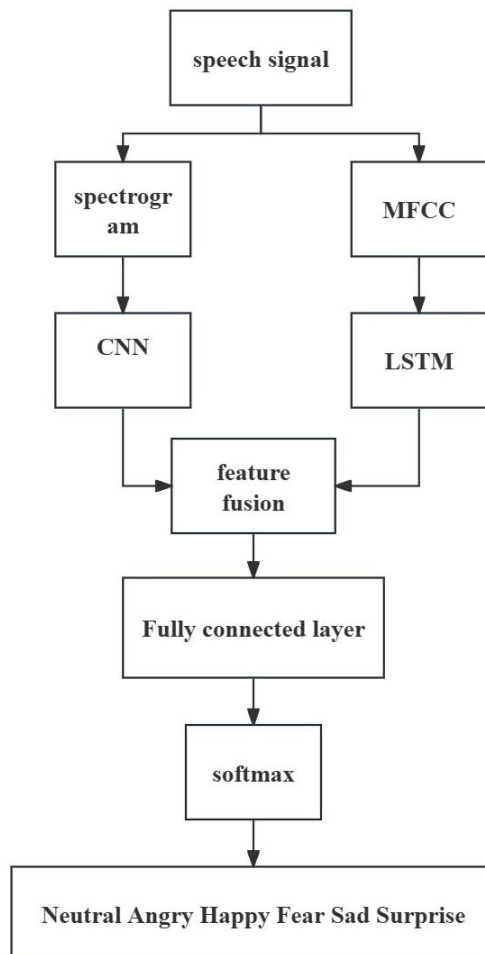 speech signal
spectrogr
am
MFCC
CNN
LSTM
feature
fusion
Fully connected layer
softmax
Neutral Angry Happy Fear Sad Surprise